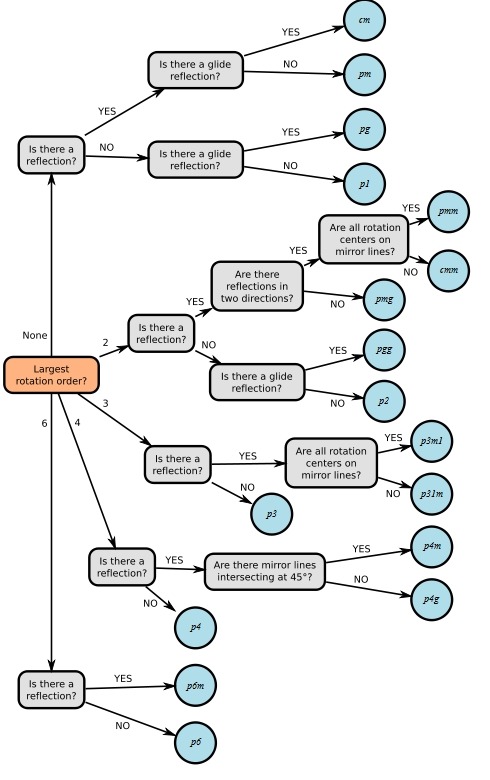 cm
YES
Is there a glide
reflection?
NO
pm
YES
pg
YES
Is there a
reflection?
NO
Is there a glide
reflection?
NO
p1
Are all rotation
centers on
mirror lines?
YES
pmm
NO
cmm
YES
Are there
reflections in
two directions?
NO
pmg
YES
Is there a
reflection?
NO
None
2
YES
pgg
Is there a glide
reflection?
NO
p2
Largest
rotation order?
3
6
4
YES
p3m1
Is there a
reflection?
YES
Are all rotation
centers on
mirror lines?
NO
p31m
NO
p3
YES
p4m
Is there a
reflection?
YES
Are there mirror lines
intersecting at 45°?
NO
p4g
NO
p4
Is there a
reflection?
YES
p6m
NO
p6